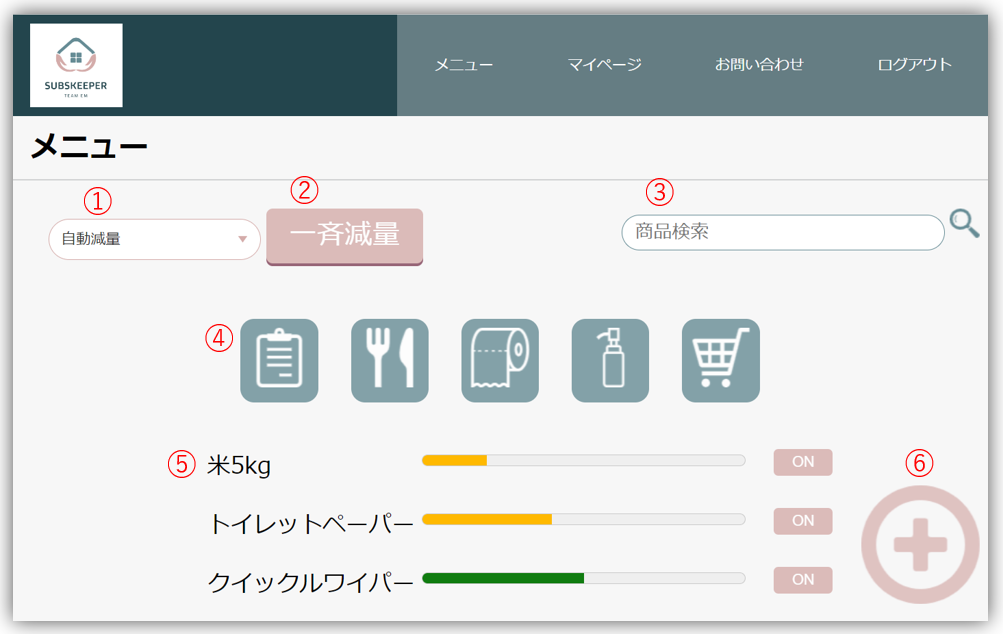 SUBSKEEPER
TEAM EM
メニュー
マイページ
お問い合わせ
ログアウト
メニュー
①
②
③
自動減量
一斉減量
商品検索
④
⑤
米5kg
ON
⑥
トイレットペーパー
ON
クイックルワイパー
ON